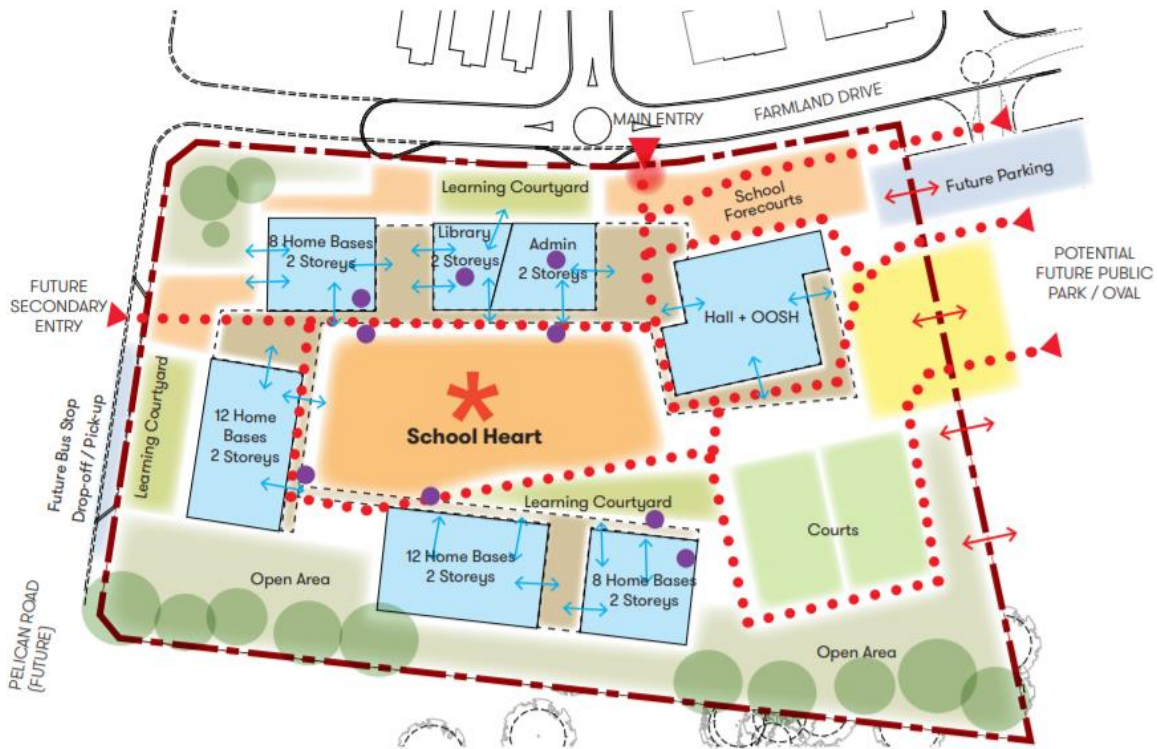 MAIN ENTRY
FARMLAND DRIVE
Learning Courtyard
School
Forecourts
Future Parking
8 Home Bases
2 Storeys
Library
2 Storeys
Admin
2 Storeys
POTENTIAL
FUTURE PUBLIC
PARK / OVAL
FUTURE
SECONDARY
ENTRY
Hall + OOSH
Future Bus Stop
Drop-off / Pick-up
Learning Courtyard
12 Home
Bases
2 Storeys
School Heart
Learning Courtyard
Courts
12 Home Bases
2 Storeys
8 Home Bases
2 Storeys
Open Area
Open Area
PELICAN ROAD
(FUTURE)